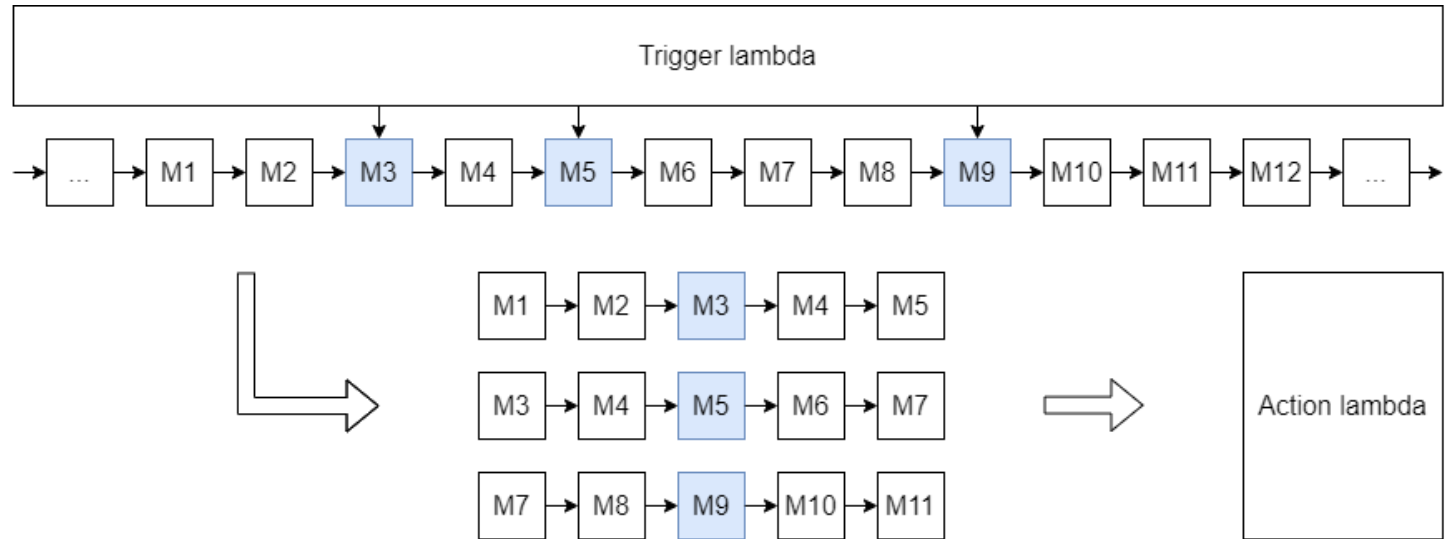 Trigger lambda
... M1 M2 M3 M4 M5 M6 M7 M8 M9 M10 M11 M12 ...
M1 M2 M3 M4 M5
M3 M4 M5 M6 M7
Action lambda
M7 M8 M9 M10 M11